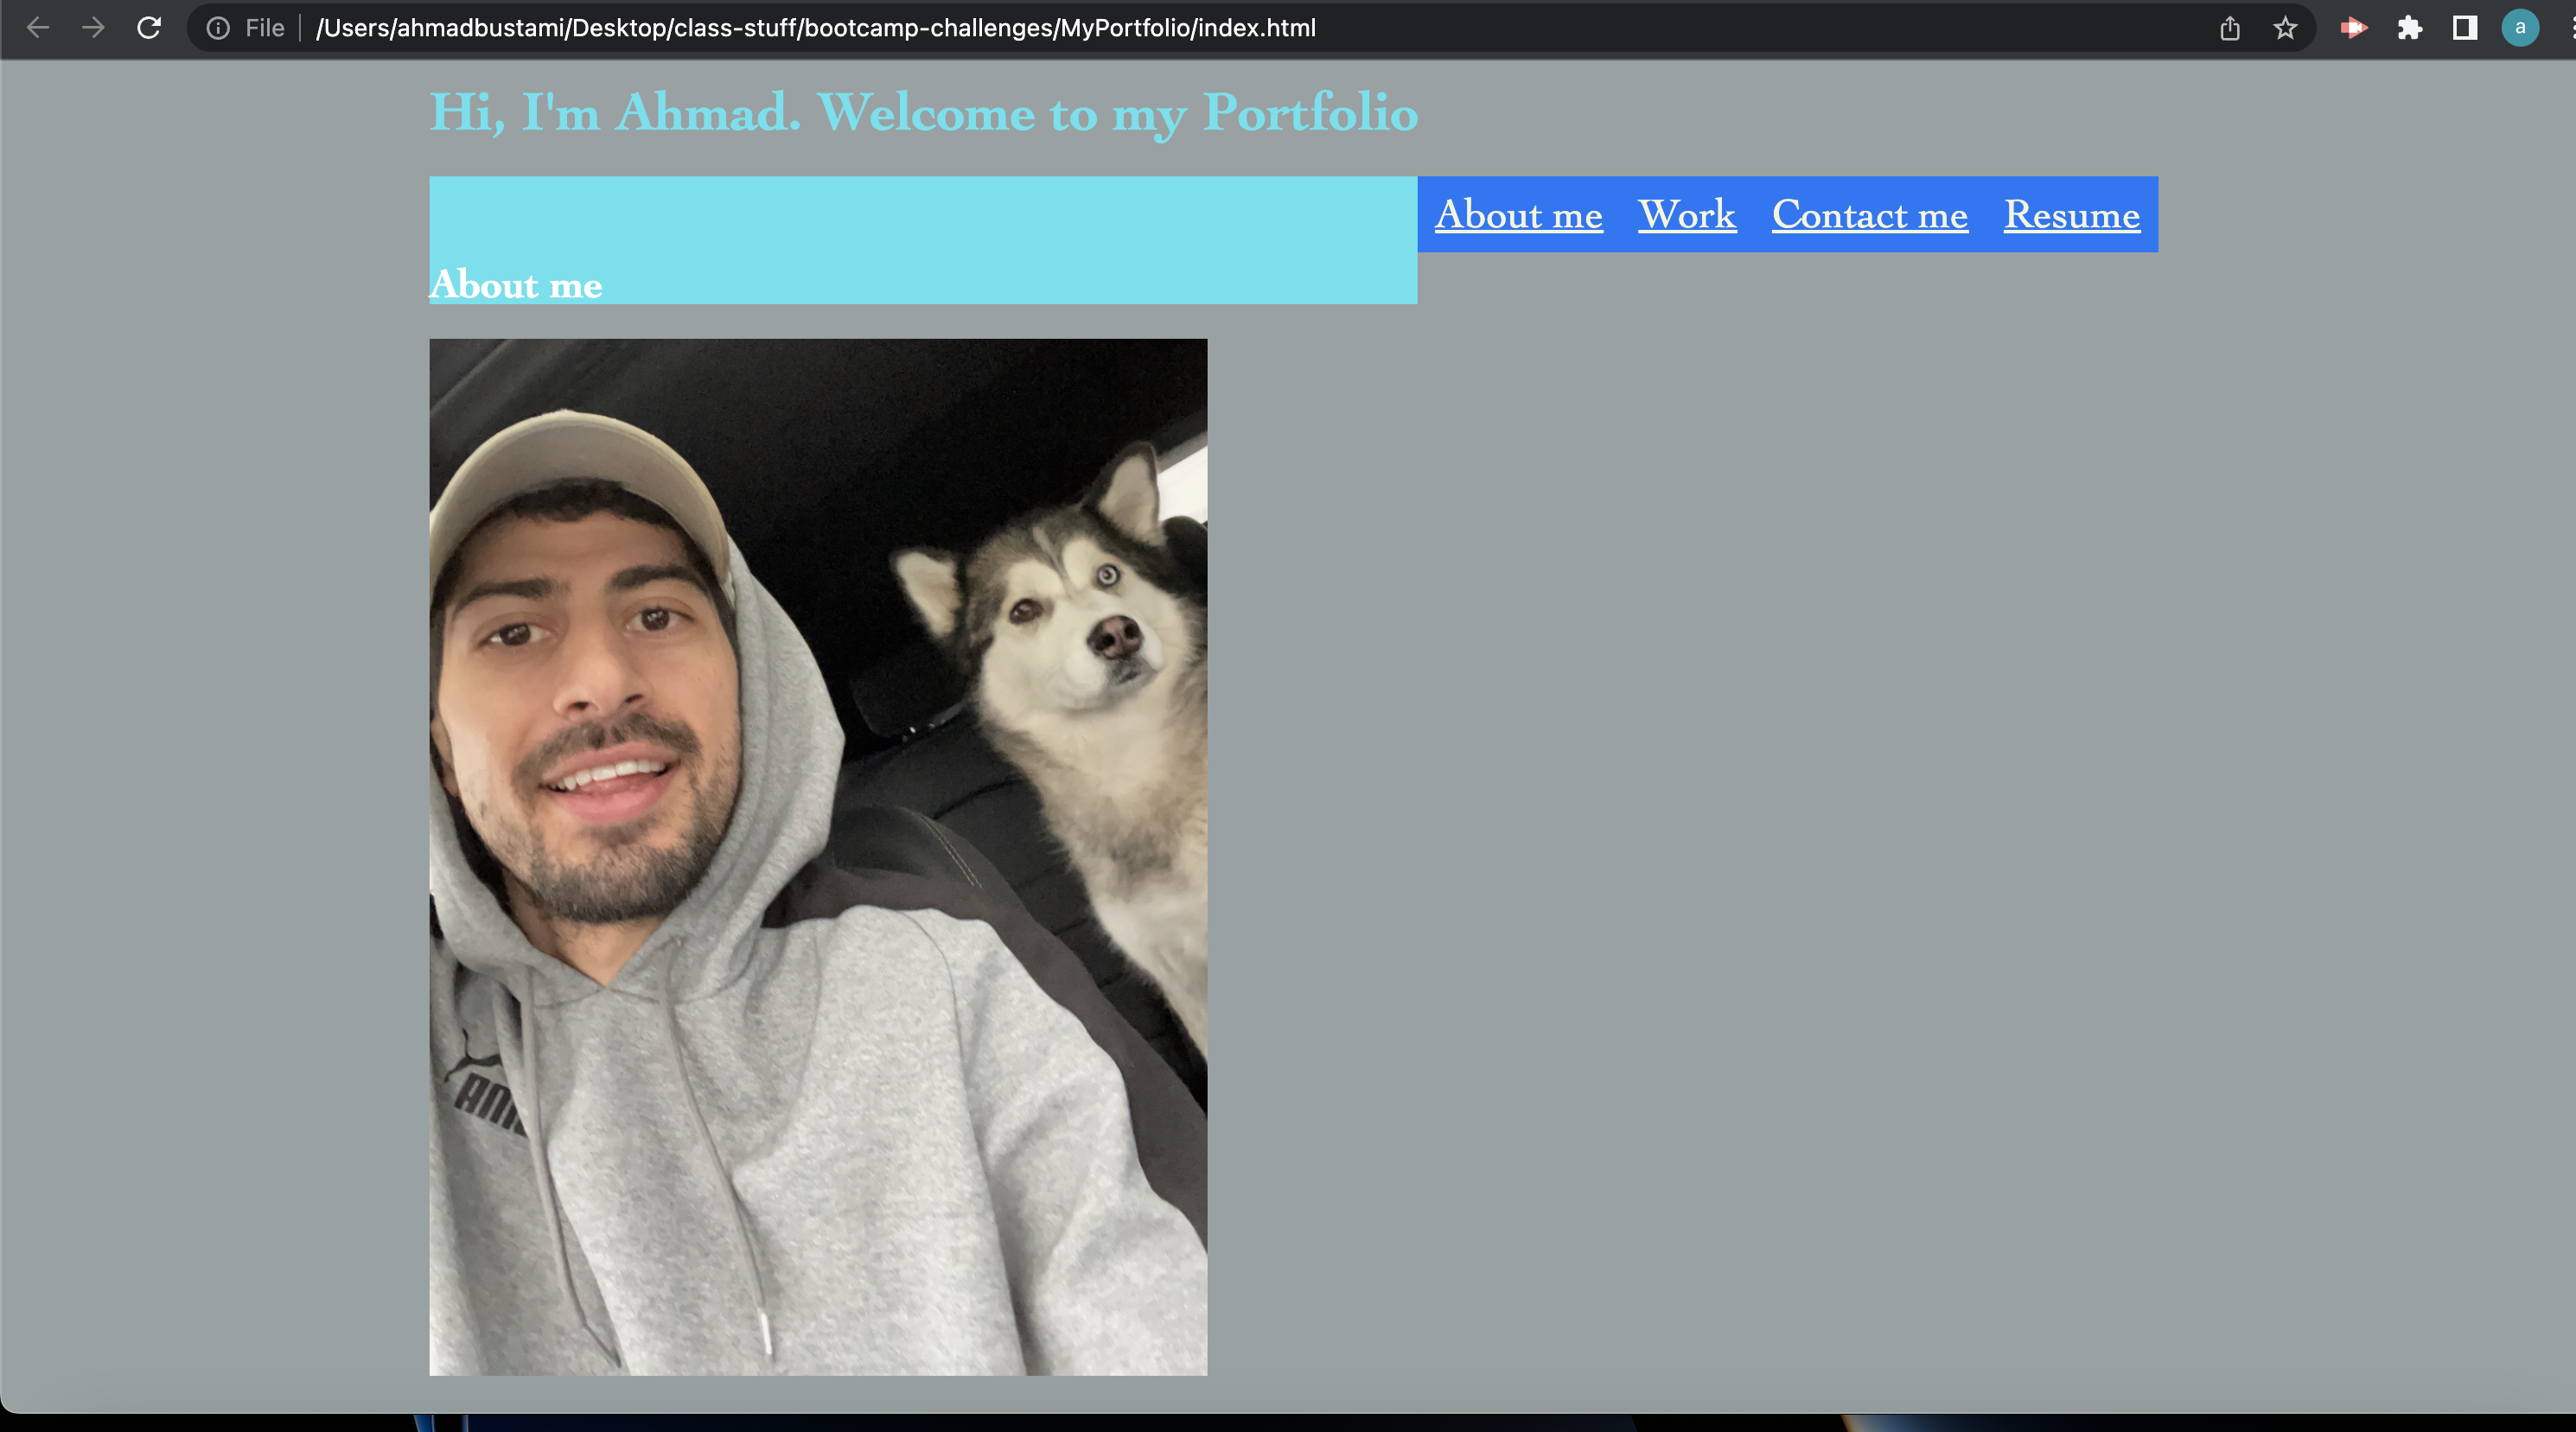 File /Users/ahmadbustami/Desktop/class-stuff/bootcamp-challenges/MyPortfolio/index.html a
Hi, I'm Ahmad. Welcome to my Portfolio
About me Work Contact me Resume
About me